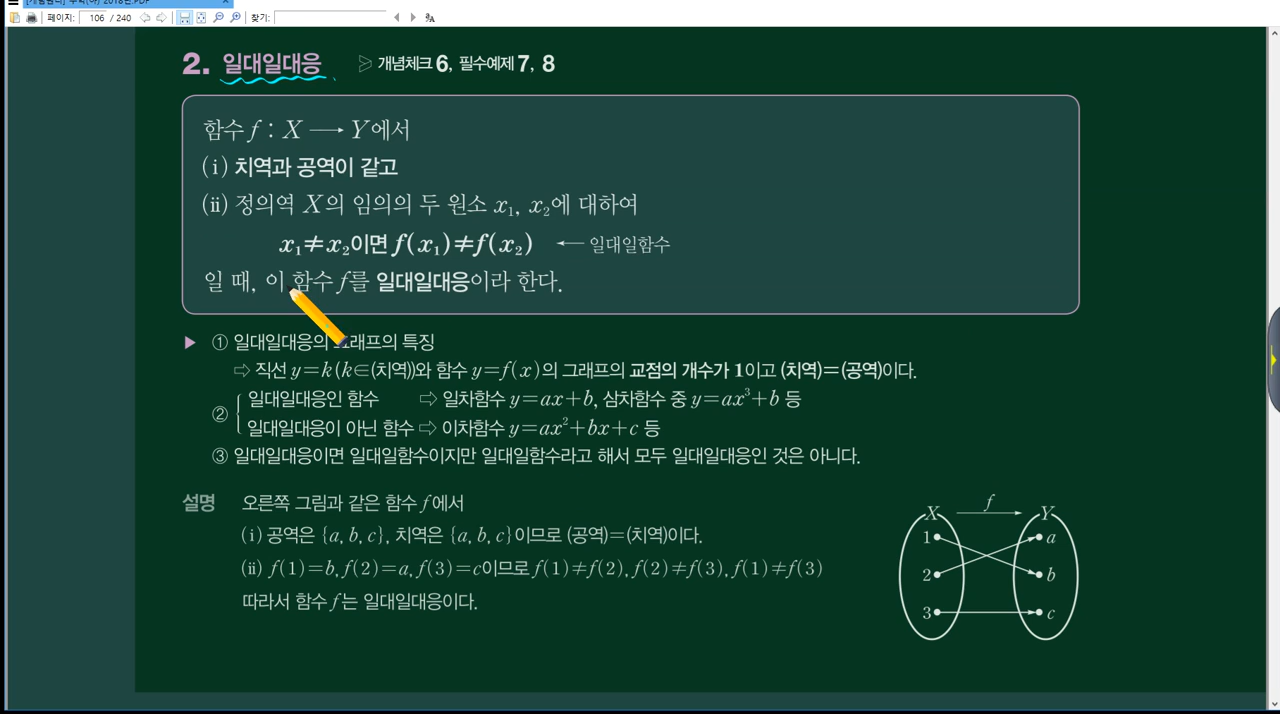 [개념원리] 수학(하) 2018년.PDF
페이지: 106 / 240 찾기:
2. 일대일대응 ▷ 개념체크 6, 필수예제 7, 8
함수 f : X ⟶ Y에서
(ⅰ) 치역과 공역이 같고
(ⅱ) 정의역 X의 임의의 두 원소 x₁, x₂에 대하여
x₁≠x₂이면 f(x₁)≠f(x₂) ← 일대일함수
일 때, 이 함수 f를 일대일대응이라 한다.
▶ ① 일대일대응의 그래프의 특징
⇨ 직선 y=k(k∈(치역))와 함수 y=f(x)의 그래프의 교점의 개수가 1이고 (치역)=(공역)이다.
② 일대일대응인 함수 ⇨ 일차함수 y=ax+b, 삼차함수 중 y=ax³+b 등
일대일대응이 아닌 함수 ⇨ 이차함수 y=ax²+bx+c 등
③ 일대일대응이면 일대일함수이지만 일대일함수라고 해서 모두 일대일대응인 것은 아니다.
설명 오른쪽 그림과 같은 함수 f에서
(ⅰ) 공역은 {a, b, c}, 치역은 {a, b, c}이므로 (공역)=(치역)이다.
(ⅱ) f(1)=b, f(2)=a, f(3)=c이므로 f(1)≠f(2), f(2)≠f(3), f(1)≠f(3)
따라서 함수 f는 일대일대응이다.
f
X Y
1 a
2 b
3 c